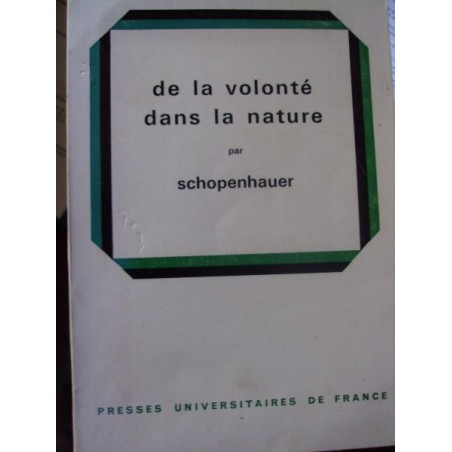 de la volonté
dans la nature
par
schopenhauer
PRESSES UNIVERSITAIRES DE FRANCE